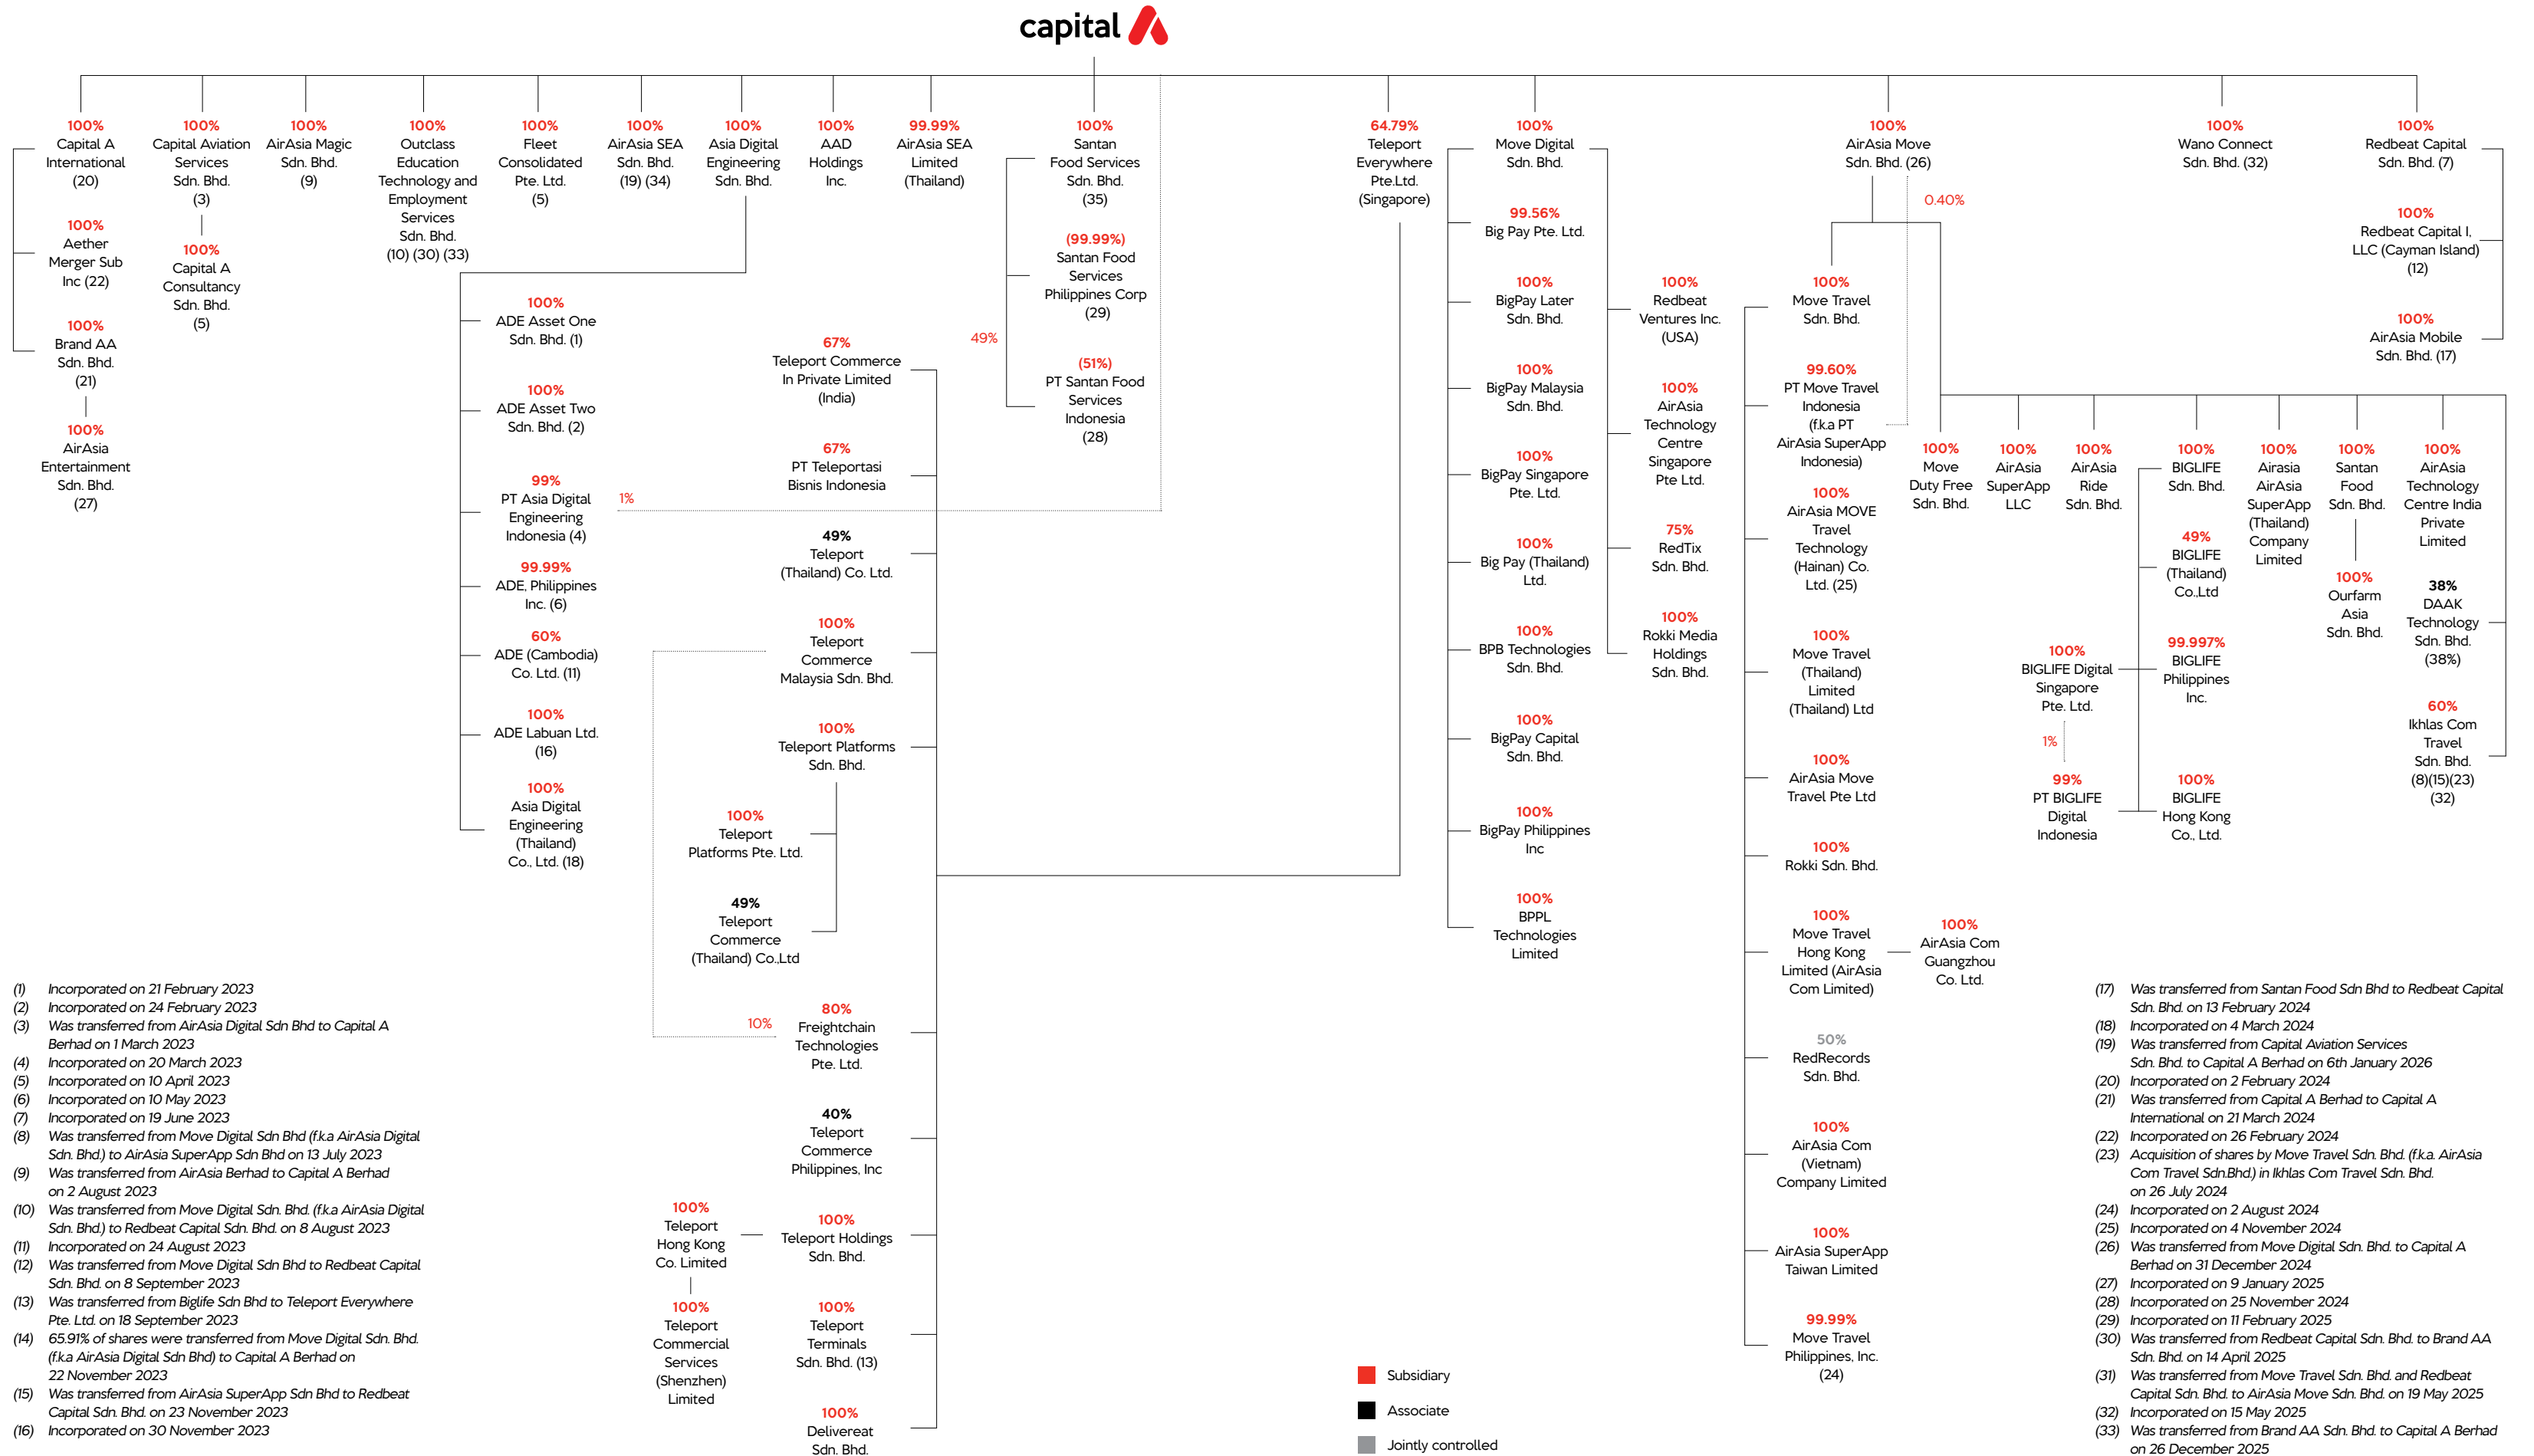 capital
100%
Capital A
International
(20)
100%
Aether
Merger Sub
Inc (22)
100%
Brand AA
Sdn. Bhd.
(21)
100%
AirAsia
Entertainment
Sdn. Bhd.
(27)
100%
Capital Aviation
Services
Sdn. Bhd.
(3)
100%
Capital A
Consultancy
Sdn. Bhd.
(5)
100%
AirAsia Magic
Sdn. Bhd.
(9)
100%
Outclass
Education
Technology and
Employment
Services
Sdn. Bhd.
(10) (30) (33)
100%
Fleet
Consolidated
Pte. Ltd.
(5)
100%
AirAsia SEA
Sdn. Bhd.
(19) (34)
100%
Asia Digital
Engineering
Sdn. Bhd.
100%
ADE Asset One
Sdn. Bhd. (1)
100%
ADE Asset Two
Sdn. Bhd. (2)
99%
PT Asia Digital
Engineering
Indonesia (4)
1%
99.99%
ADE, Philippines
Inc. (6)
60%
ADE (Cambodia)
Co. Ltd. (11)
100%
ADE Labuan Ltd.
(16)
100%
Asia Digital
Engineering
(Thailand)
Co., Ltd. (18)
100%
AAD
Holdings
Inc.
99.99%
AirAsia SEA
Limited
(Thailand)
100%
Santan
Food Services
Sdn. Bhd.
(35)
(99.99%)
Santan Food
Services
Philippines Corp
(29)
49%
(51%)
PT Santan Food
Services
Indonesia
(28)
64.79%
Teleport
Everywhere
Pte.Ltd.
(Singapore)
67%
Teleport Commerce
In Private Limited
(India)
67%
PT Teleportasi
Bisnis Indonesia
49%
Teleport
(Thailand) Co. Ltd.
100%
Teleport
Commerce
Malaysia Sdn. Bhd.
100%
Teleport Platforms
Sdn. Bhd.
100%
Teleport
Platforms Pte. Ltd.
49%
Teleport
Commerce
(Thailand) Co.,Ltd
10%
80%
Freightchain
Technologies
Pte. Ltd.
40%
Teleport
Commerce
Philippines, Inc
100%
Teleport Holdings
Sdn. Bhd.
100%
Teleport
Hong Kong
Co. Limited
100%
Teleport
Commercial
Services
(Shenzhen)
Limited
100%
Teleport
Terminals
Sdn. Bhd. (13)
100%
Delivereat
Sdn. Bhd.
100%
Move Digital
Sdn. Bhd.
99.56%
Big Pay Pte. Ltd.
100%
BigPay Later
Sdn. Bhd.
100%
BigPay Malaysia
Sdn. Bhd.
100%
BigPay Singapore
Pte. Ltd.
100%
Big Pay (Thailand)
Ltd.
100%
BPB Technologies
Sdn. Bhd.
100%
BigPay Capital
Sdn. Bhd.
100%
BigPay Philippines
Inc
100%
BPPL
Technologies
Limited
100%
Redbeat
Ventures Inc.
(USA)
100%
AirAsia
Technology
Centre
Singapore
Pte Ltd.
75%
RedTix
Sdn. Bhd.
100%
Rokki Media
Holdings
Sdn. Bhd.
100%
AirAsia Move
Sdn. Bhd. (26)
0.40%
100%
Move Travel
Sdn. Bhd.
99.60%
PT Move Travel
Indonesia
(f.k.a PT
AirAsia SuperApp
Indonesia)
100%
AirAsia MOVE
Travel
Technology
(Hainan) Co.
Ltd. (25)
100%
Move Travel
(Thailand)
Limited
(Thailand) Ltd
100%
AirAsia Move
Travel Pte Ltd
100%
Rokki Sdn. Bhd.
100%
Move Travel
Hong Kong
Limited (AirAsia
Com Limited)
100%
AirAsia Com
Guangzhou
Co. Ltd.
50%
RedRecords
Sdn. Bhd.
100%
AirAsia Com
(Vietnam)
Company Limited
100%
AirAsia SuperApp
Taiwan Limited
99.99%
Move Travel
Philippines, Inc.
(24)
100%
Move
Duty Free
Sdn. Bhd.
100%
AirAsia
SuperApp
LLC
100%
AirAsia
Ride
Sdn. Bhd.
100%
BIGLIFE
Sdn. Bhd.
49%
BIGLIFE
(Thailand)
Co.,Ltd
99.997%
BIGLIFE
Philippines
Inc.
100%
BIGLIFE Digital
Singapore
Pte. Ltd.
1%
99%
PT BIGLIFE
Digital
Indonesia
100%
BIGLIFE
Hong Kong
Co., Ltd.
100%
Airasia
AirAsia
SuperApp
(Thailand)
Company
Limited
100%
Santan
Food
Sdn. Bhd.
100%
Ourfarm
Asia
Sdn. Bhd.
100%
AirAsia
Technology
Centre India
Private
Limited
38%
DAAK
Technology
Sdn. Bhd.
(38%)
60%
Ikhlas Com
Travel
Sdn. Bhd.
(8)(15)(23)
(32)
100%
Wano Connect
Sdn. Bhd. (32)
100%
Redbeat Capital
Sdn. Bhd. (7)
100%
Redbeat Capital I,
LLC (Cayman Island)
(12)
100%
AirAsia Mobile
Sdn. Bhd. (17)
(1) Incorporated on 21 February 2023
(2) Incorporated on 24 February 2023
(3) Was transferred from AirAsia Digital Sdn Bhd to Capital A
Berhad on 1 March 2023
(4) Incorporated on 20 March 2023
(5) Incorporated on 10 April 2023
(6) Incorporated on 10 May 2023
(7) Incorporated on 19 June 2023
(8) Was transferred from Move Digital Sdn Bhd (f.k.a AirAsia Digital
Sdn. Bhd.) to AirAsia SuperApp Sdn Bhd on 13 July 2023
(9) Was transferred from AirAsia Berhad to Capital A Berhad
on 2 August 2023
(10) Was transferred from Move Digital Sdn. Bhd. (f.k.a AirAsia Digital
Sdn. Bhd.) to Redbeat Capital Sdn. Bhd. on 8 August 2023
(11) Incorporated on 24 August 2023
(12) Was transferred from Move Digital Sdn Bhd to Redbeat Capital
Sdn. Bhd. on 8 September 2023
(13) Was transferred from Biglife Sdn Bhd to Teleport Everywhere
Pte. Ltd. on 18 September 2023
(14) 65.91% of shares were transferred from Move Digital Sdn. Bhd.
(f.k.a AirAsia Digital Sdn Bhd) to Capital A Berhad on
22 November 2023
(15) Was transferred from AirAsia SuperApp Sdn Bhd to Redbeat
Capital Sdn. Bhd. on 23 November 2023
(16) Incorporated on 30 November 2023
Subsidiary
Associate
Jointly controlled
(17) Was transferred from Santan Food Sdn Bhd to Redbeat Capital
Sdn. Bhd. on 13 February 2024
(18) Incorporated on 4 March 2024
(19) Was transferred from Capital Aviation Services
Sdn. Bhd. to Capital A Berhad on 6th January 2026
(20) Incorporated on 2 February 2024
(21) Was transferred from Capital A Berhad to Capital A
International on 21 March 2024
(22) Incorporated on 26 February 2024
(23) Acquisition of shares by Move Travel Sdn. Bhd. (f.k.a. AirAsia
Com Travel Sdn.Bhd.) in Ikhlas Com Travel Sdn. Bhd.
on 26 July 2024
(24) Incorporated on 2 August 2024
(25) Incorporated on 4 November 2024
(26) Was transferred from Move Digital Sdn. Bhd. to Capital A
Berhad on 31 December 2024
(27) Incorporated on 9 January 2025
(28) Incorporated on 25 November 2024
(29) Incorporated on 11 February 2025
(30) Was transferred from Redbeat Capital Sdn. Bhd. to Brand AA
Sdn. Bhd. on 14 April 2025
(31) Was transferred from Move Travel Sdn. Bhd. and Redbeat
Capital Sdn. Bhd. to AirAsia Move Sdn. Bhd. on 19 May 2025
(32) Incorporated on 15 May 2025
(33) Was transferred from Brand AA Sdn. Bhd. to Capital A Berhad
on 26 December 2025